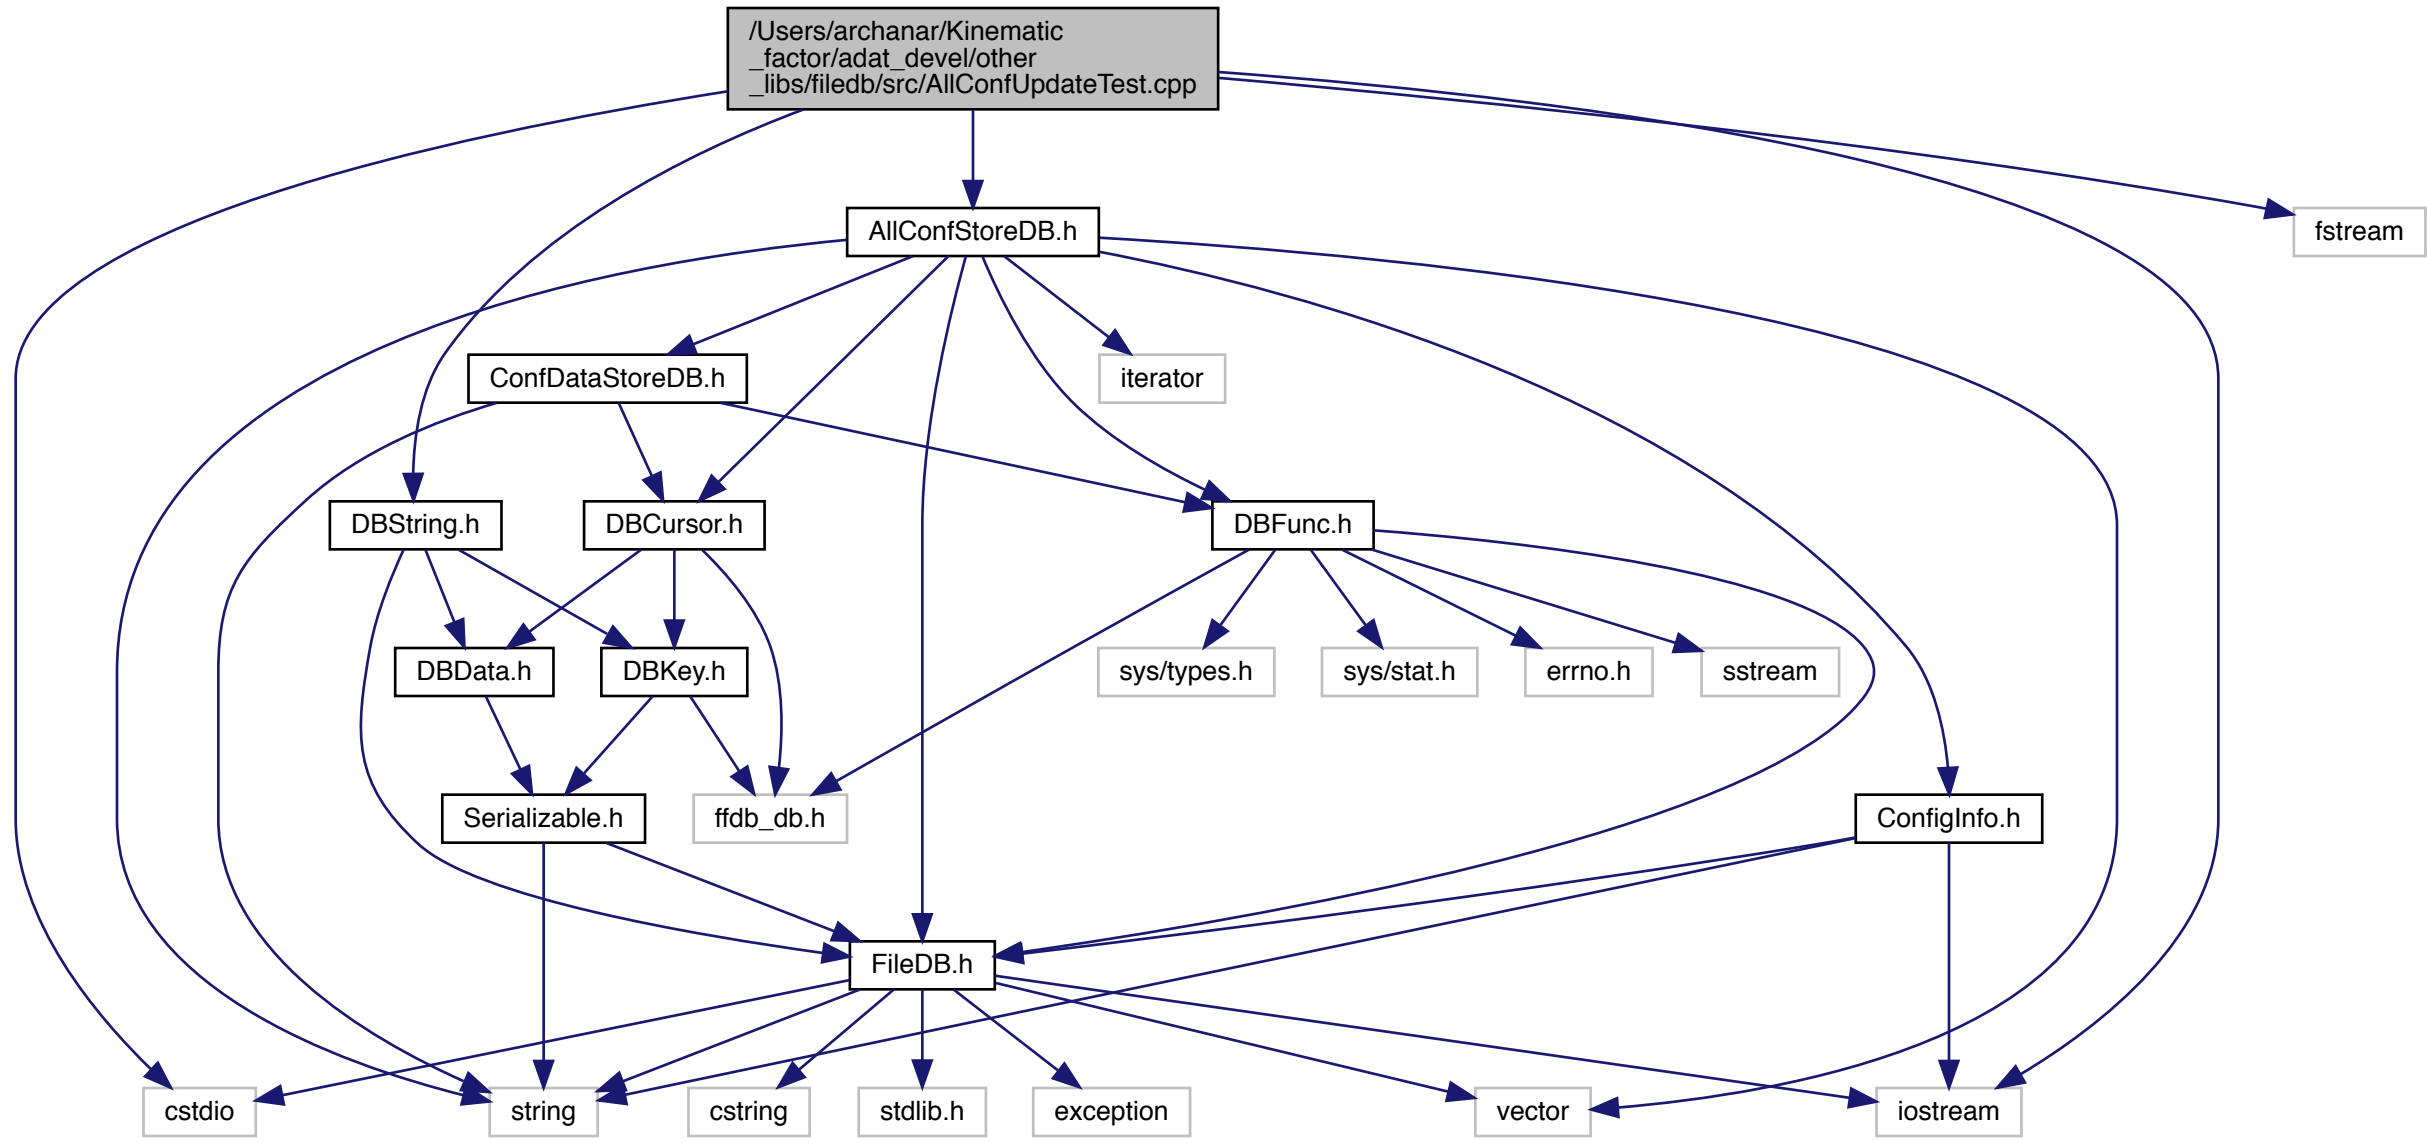 /Users/archanar/Kinematic
_factor/adat_devel/other
_libs/filedb/src/AllConfUpdateTest.cpp
AllConfStoreDB.h
fstream
ConfDataStoreDB.h
iterator
DBString.h
DBCursor.h
DBFunc.h
DBData.h
DBKey.h
sys/types.h
sys/stat.h
errno.h
sstream
Serializable.h
ffdb_db.h
ConfigInfo.h
FileDB.h
cstdio
string
cstring
stdlib.h
exception
vector
iostream